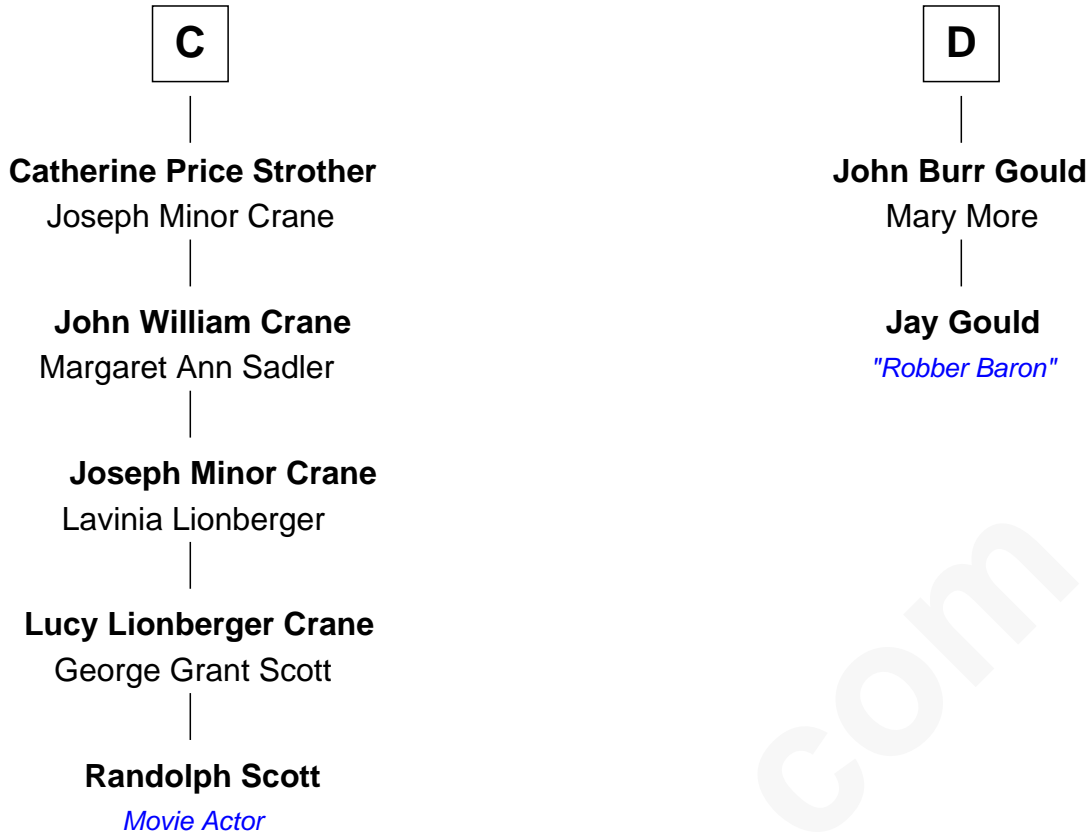 C
Catherine Price Strother
Joseph Minor Crane
John William Crane
Margaret Ann Sadler
Joseph Minor Crane
Lavinia Lionberger
Lucy Lionberger Crane
George Grant Scott
Randolph Scott
Movie Actor
D
John Burr Gould
Mary More
Jay Gould
"Robber Baron"
com